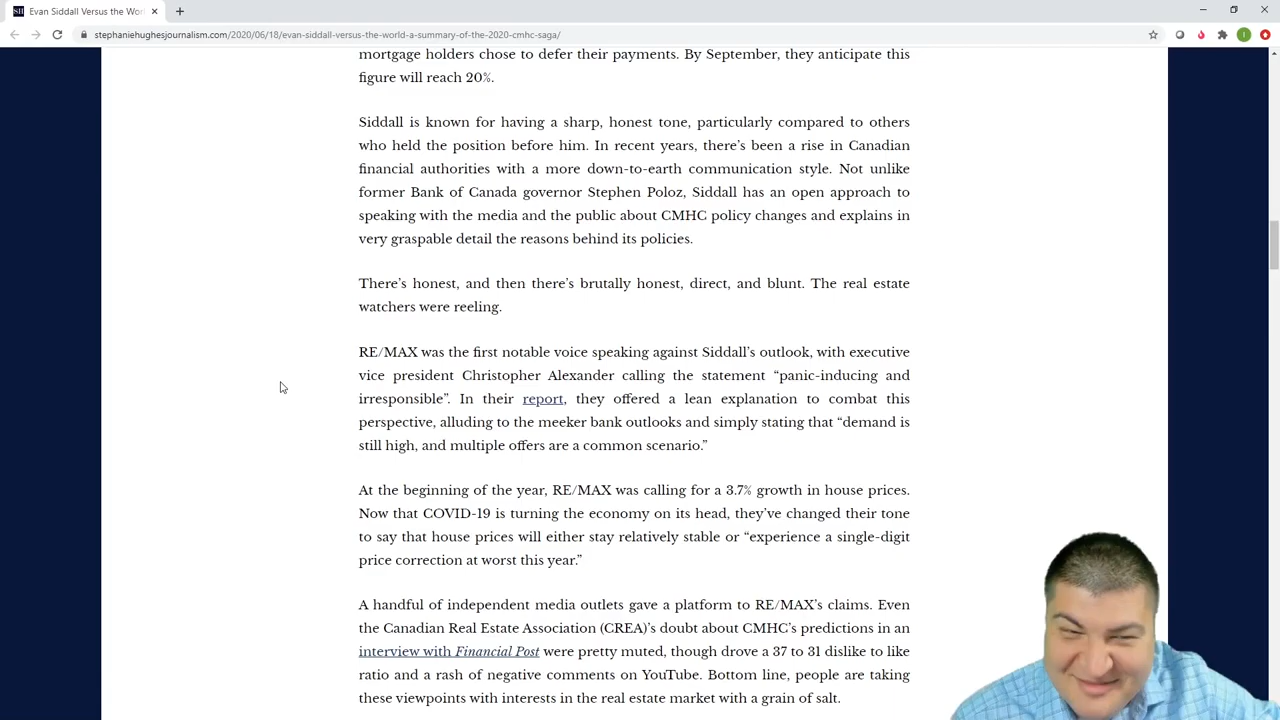 SH Evan Siddall Versus the Worl
stephaniehughesjournalism.com/2020/06/18/evan-siddall-versus-the-world-a-summary-of-the-2020-cmhc-saga/
mortgage holders chose to defer their payments. By September, they anticipate this
figure will reach 20%.
Siddall is known for having a sharp, honest tone, particularly compared to others
who held the position before him. In recent years, there’s been a rise in Canadian
financial authorities with a more down-to-earth communication style. Not unlike
former Bank of Canada governor Stephen Poloz, Siddall has an open approach to
speaking with the media and the public about CMHC policy changes and explains in
very graspable detail the reasons behind its policies.
There’s honest, and then there’s brutally honest, direct, and blunt. The real estate
watchers were reeling.
RE/MAX was the first notable voice speaking against Siddall’s outlook, with executive
vice president Christopher Alexander calling the statement “panic-inducing and
irresponsible”. In their report, they offered a lean explanation to combat this
perspective, alluding to the meeker bank outlooks and simply stating that “demand is
still high, and multiple offers are a common scenario.”
At the beginning of the year, RE/MAX was calling for a 3.7% growth in house prices.
Now that COVID-19 is turning the economy on its head, they’ve changed their tone
to say that house prices will either stay relatively stable or “experience a single-digit
price correction at worst this year.”
A handful of independent media outlets gave a platform to RE/MAX’s claims. Even
the Canadian Real Estate Association (CREA)’s doubt about CMHC’s predictions in an
interview with Financial Post were pretty muted, though drove a 37 to 31 dislike to like
ratio and a rash of negative comments on YouTube. Bottom line, people are taking
these viewpoints with interests in the real estate market with a grain of salt.